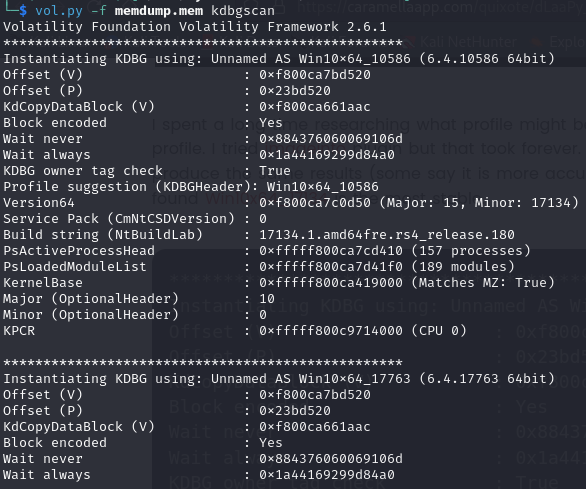 $ vol.py -f memdump.mem kdbgscan
Volatility Foundation Volatility Framework 2.6.1
**************************************************
Instantiating KDBG using: Unnamed AS Win10x64_10586 (6.4.10586 64bit)
Offset (V) : 0xf800ca7bd520
Offset (P) : 0x23bd520
KdCopyDataBlock (V) : 0xf800ca661aac
Block encoded : Yes
Wait never : 0x884376060069106d
Wait always : 0x1a44169299d84a0
KDBG owner tag check : True
Profile suggestion (KDBGHeader): Win10x64_10586
Version64 : 0xf800ca7c0d50 (Major: 15, Minor: 17134)
Service Pack (CmNtCSDVersion) : 0
Build string (NtBuildLab) : 17134.1.amd64fre.rs4_release.180
PsActiveProcessHead : 0xfffff800ca7cd410 (157 processes)
PsLoadedModuleList : 0xfffff800ca7d41f0 (189 modules)
KernelBase : 0xfffff800ca419000 (Matches MZ: True)
Major (OptionalHeader) : 10
Minor (OptionalHeader) : 0
KPCR : 0xfffff800c9714000 (CPU 0)
**************************************************
Instantiating KDBG using: Unnamed AS Win10x64_17763 (6.4.17763 64bit)
Offset (V) : 0xf800ca7bd520
Offset (P) : 0x23bd520
KdCopyDataBlock (V) : 0xf800ca661aac
Block encoded : Yes
Wait never : 0x884376060069106d
Wait always : 0x1a44169299d84a0